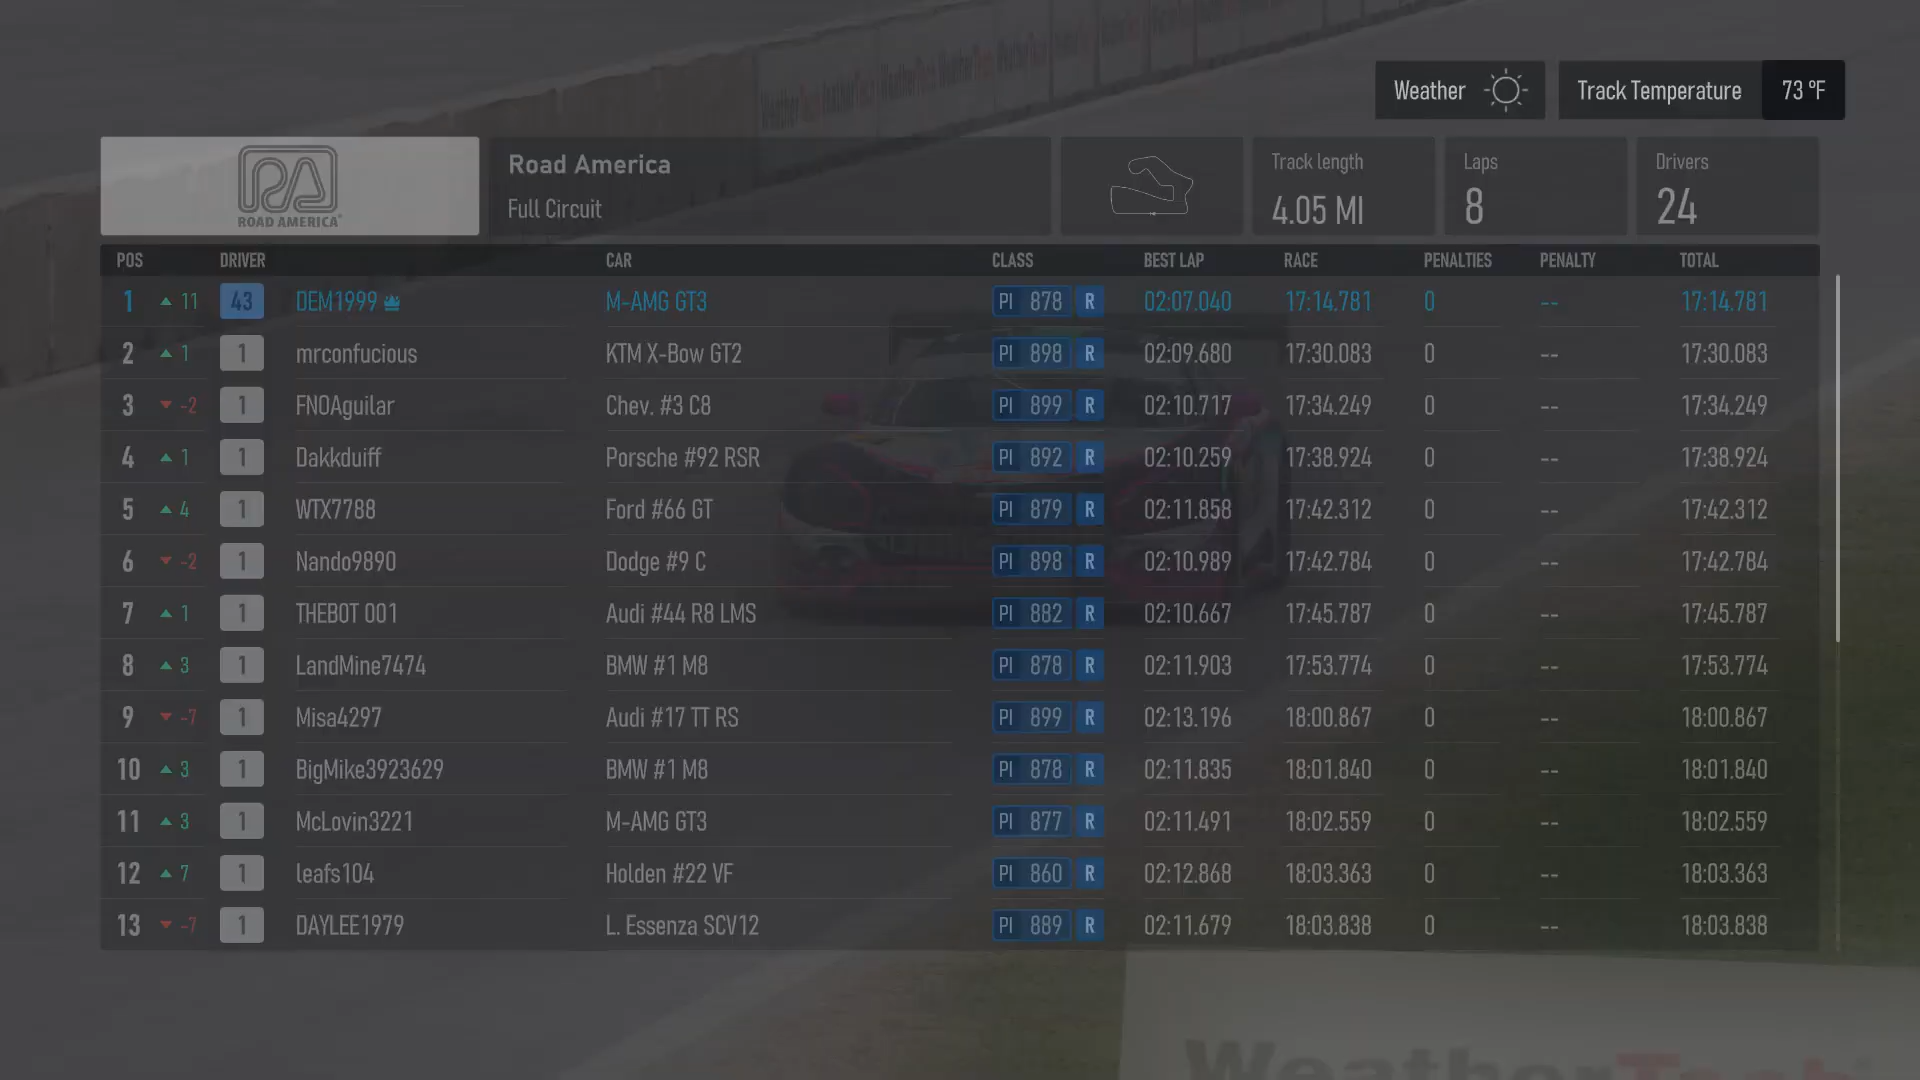 Weather Track Temperature 73 °F
ROAD AMERICA
Road America
Full Circuit
Track length
4.05 MI
Laps
8
Drivers
24
POS DRIVER CAR CLASS BEST LAP RACE PENALTIES PENALTY TOTAL
1 11 43 DEM1999 M-AMG GT3 PI 878 R 02:07.040 17:14.781 0 -- 17:14.781
2 1 1 mrconfucious KTM X-Bow GT2 PI 898 R 02:09.680 17:30.083 0 -- 17:30.083
3 -2 1 FNOAguilar Chev. #3 C8 PI 899 R 02:10.717 17:34.249 0 -- 17:34.249
4 1 1 Dakkduiff Porsche #92 RSR PI 892 R 02:10.259 17:38.924 0 -- 17:38.924
5 4 1 WTX7788 Ford #66 GT PI 879 R 02:11.858 17:42.312 0 -- 17:42.312
6 -2 1 Nando9890 Dodge #9 C PI 898 R 02:10.989 17:42.784 0 -- 17:42.784
7 1 1 THEBOT 001 Audi #44 R8 LMS PI 882 R 02:10.667 17:45.787 0 -- 17:45.787
8 3 1 LandMine7474 BMW #1 M8 PI 878 R 02:11.903 17:53.774 0 -- 17:53.774
9 -7 1 Misa4297 Audi #17 TT RS PI 899 R 02:13.196 18:00.867 0 -- 18:00.867
10 3 1 BigMike3923629 BMW #1 M8 PI 878 R 02:11.835 18:01.840 0 -- 18:01.840
11 3 1 McLovin3221 M-AMG GT3 PI 877 R 02:11.491 18:02.559 0 -- 18:02.559
12 7 1 leafs104 Holden #22 VF PI 860 R 02:12.868 18:03.363 0 -- 18:03.363
13 -7 1 DAYLEE1979 L. Essenza SCV12 PI 889 R 02:11.679 18:03.838 0 -- 18:03.838
WeatherTech